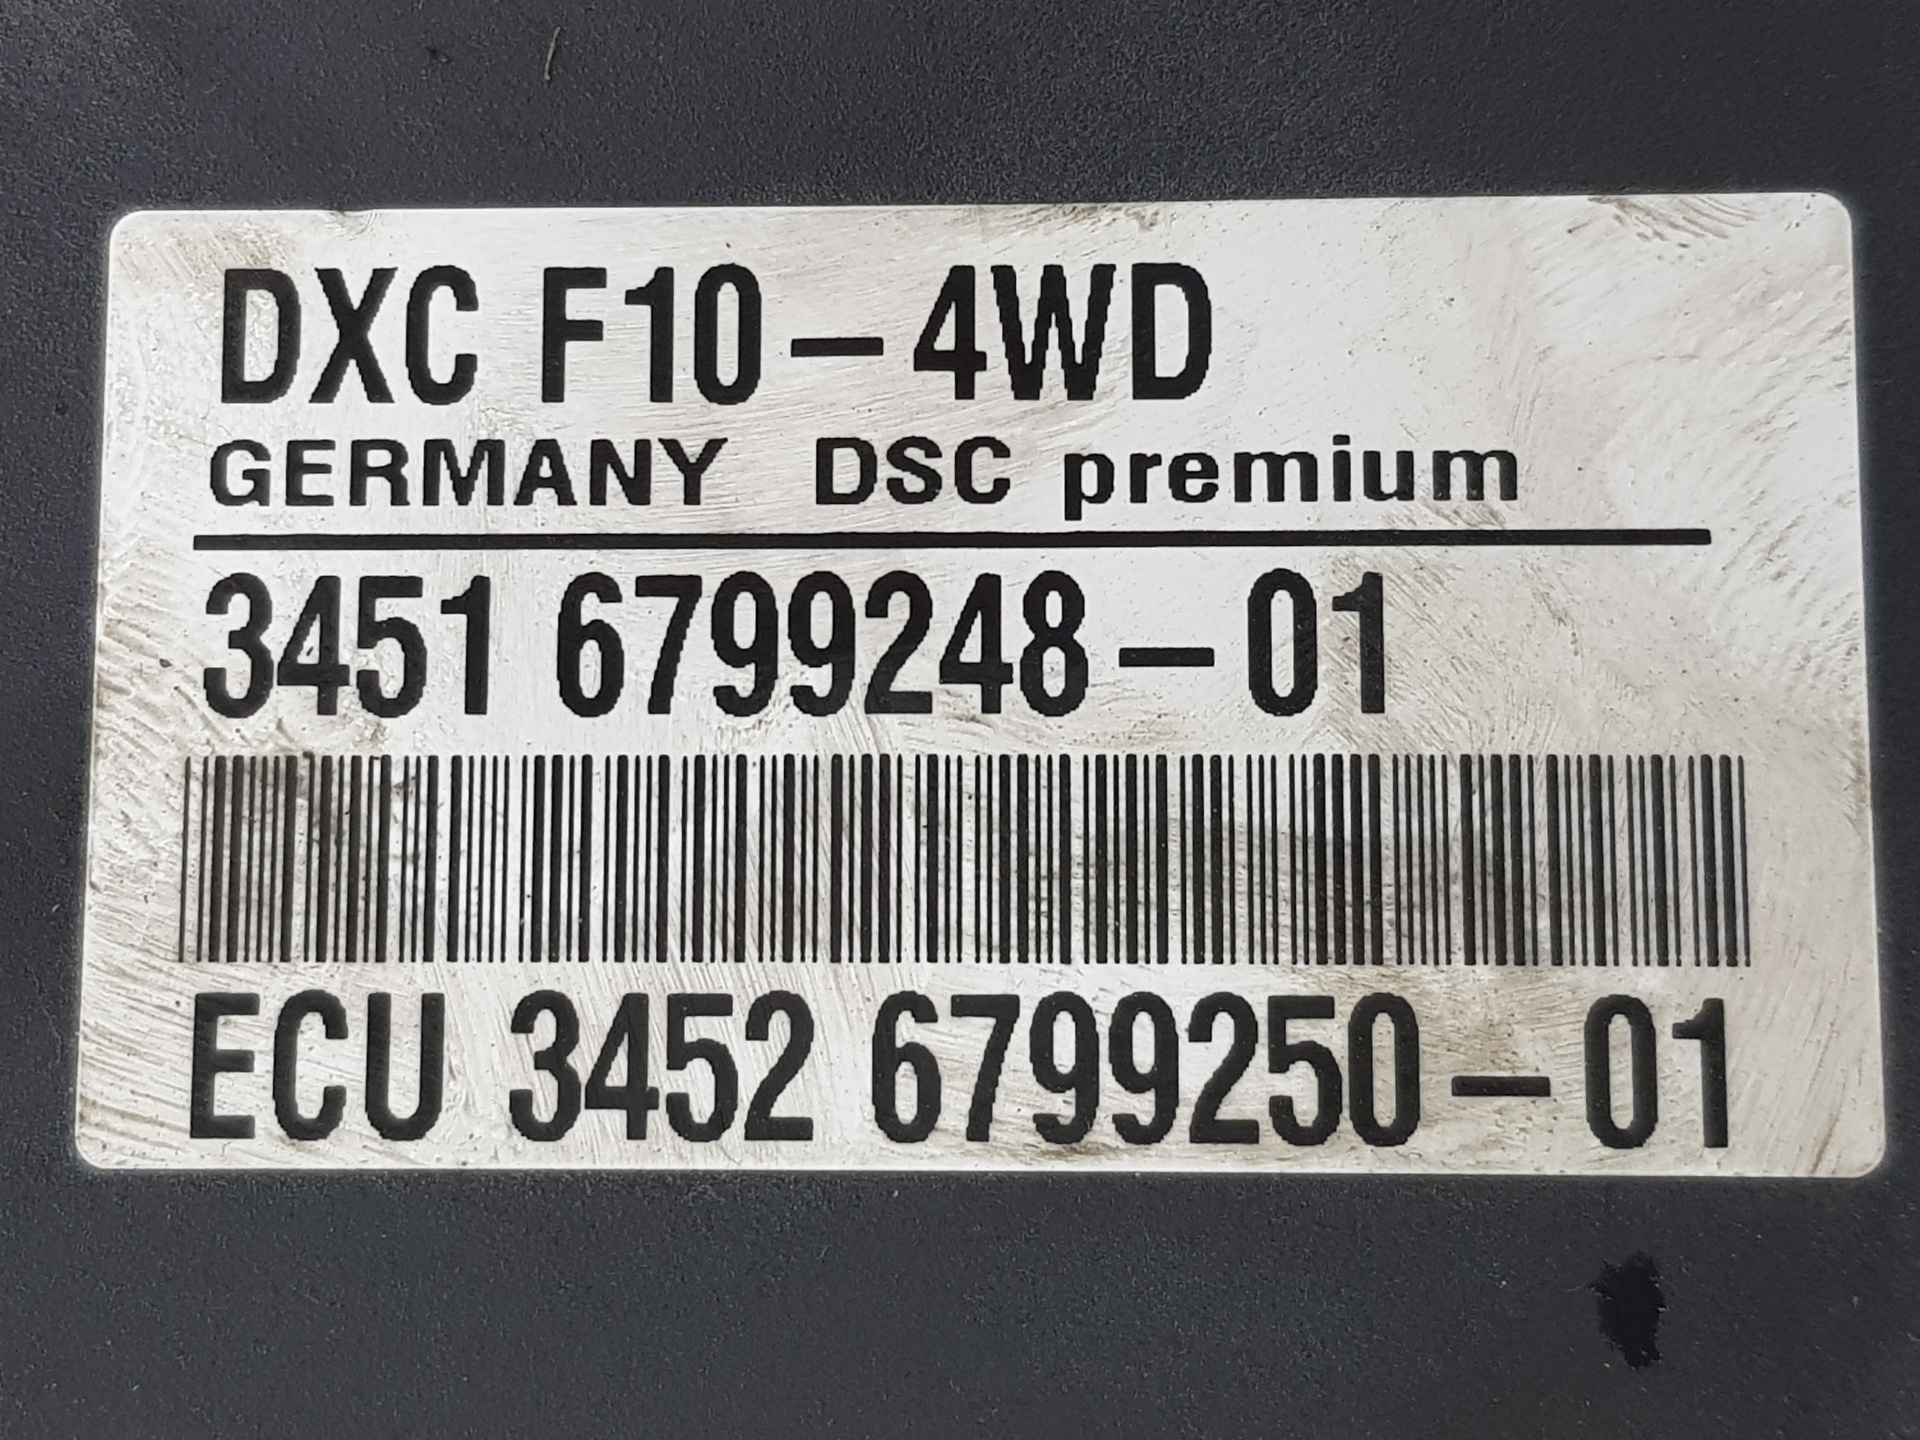 DXC F10-4WD
GERMANY DSC premium
3451 6799248-01
ECU 3452 6799250-01